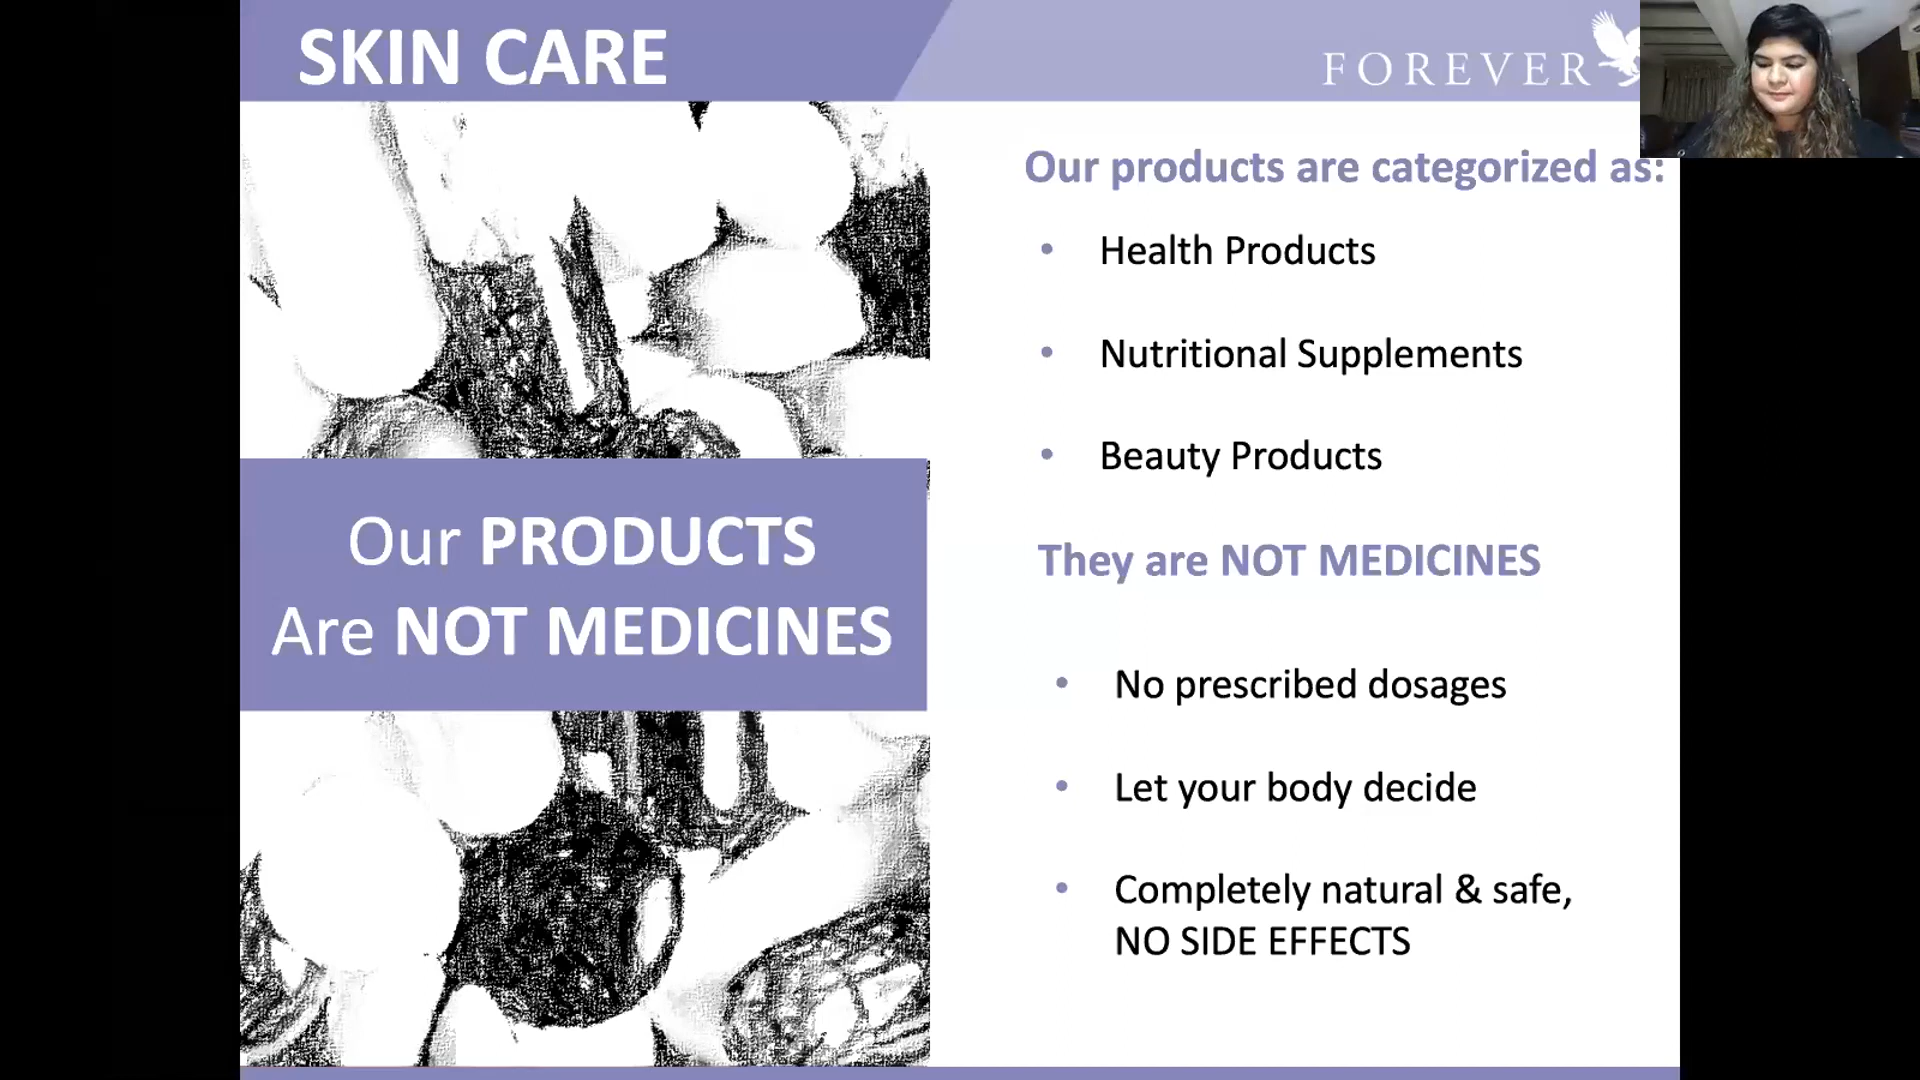 SKIN CARE
FOREVER
Our products are categorized as:
• Health Products
• Nutritional Supplements
• Beauty Products
Our PRODUCTS
Are NOT MEDICINES
They are NOT MEDICINES
• No prescribed dosages
• Let your body decide
• Completely natural & safe,
NO SIDE EFFECTS